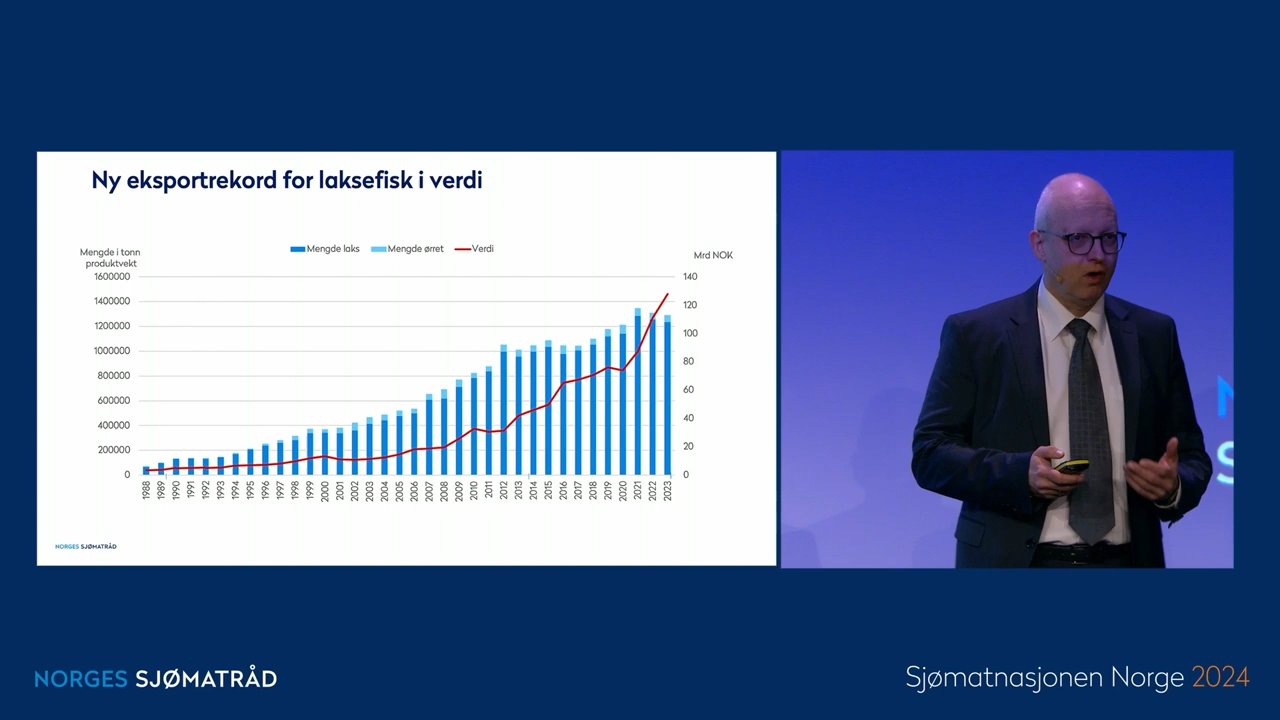 Ny eksportrekord for laksefisk i verdi
Mengde i tonn
produktvekt
Mengde laks Mengde ørret Verdi
Mrd NOK
1600000
1400000
1200000
1000000
800000
600000
400000
200000
0
140
120
100
80
60
40
20
0
1988 1989 1990 1991 1992 1993 1994 1995 1996 1997 1998 1999 2000 2001 2002 2003 2004 2005 2006 2007 2008 2009 2010 2011 2012 2013 2014 2015 2016 2017 2018 2019 2020 2021 2022 2023
NORGES SJØMATRÅD
N
S
NORGES SJØMATRÅD
Sjømatnasjonen Norge 2024